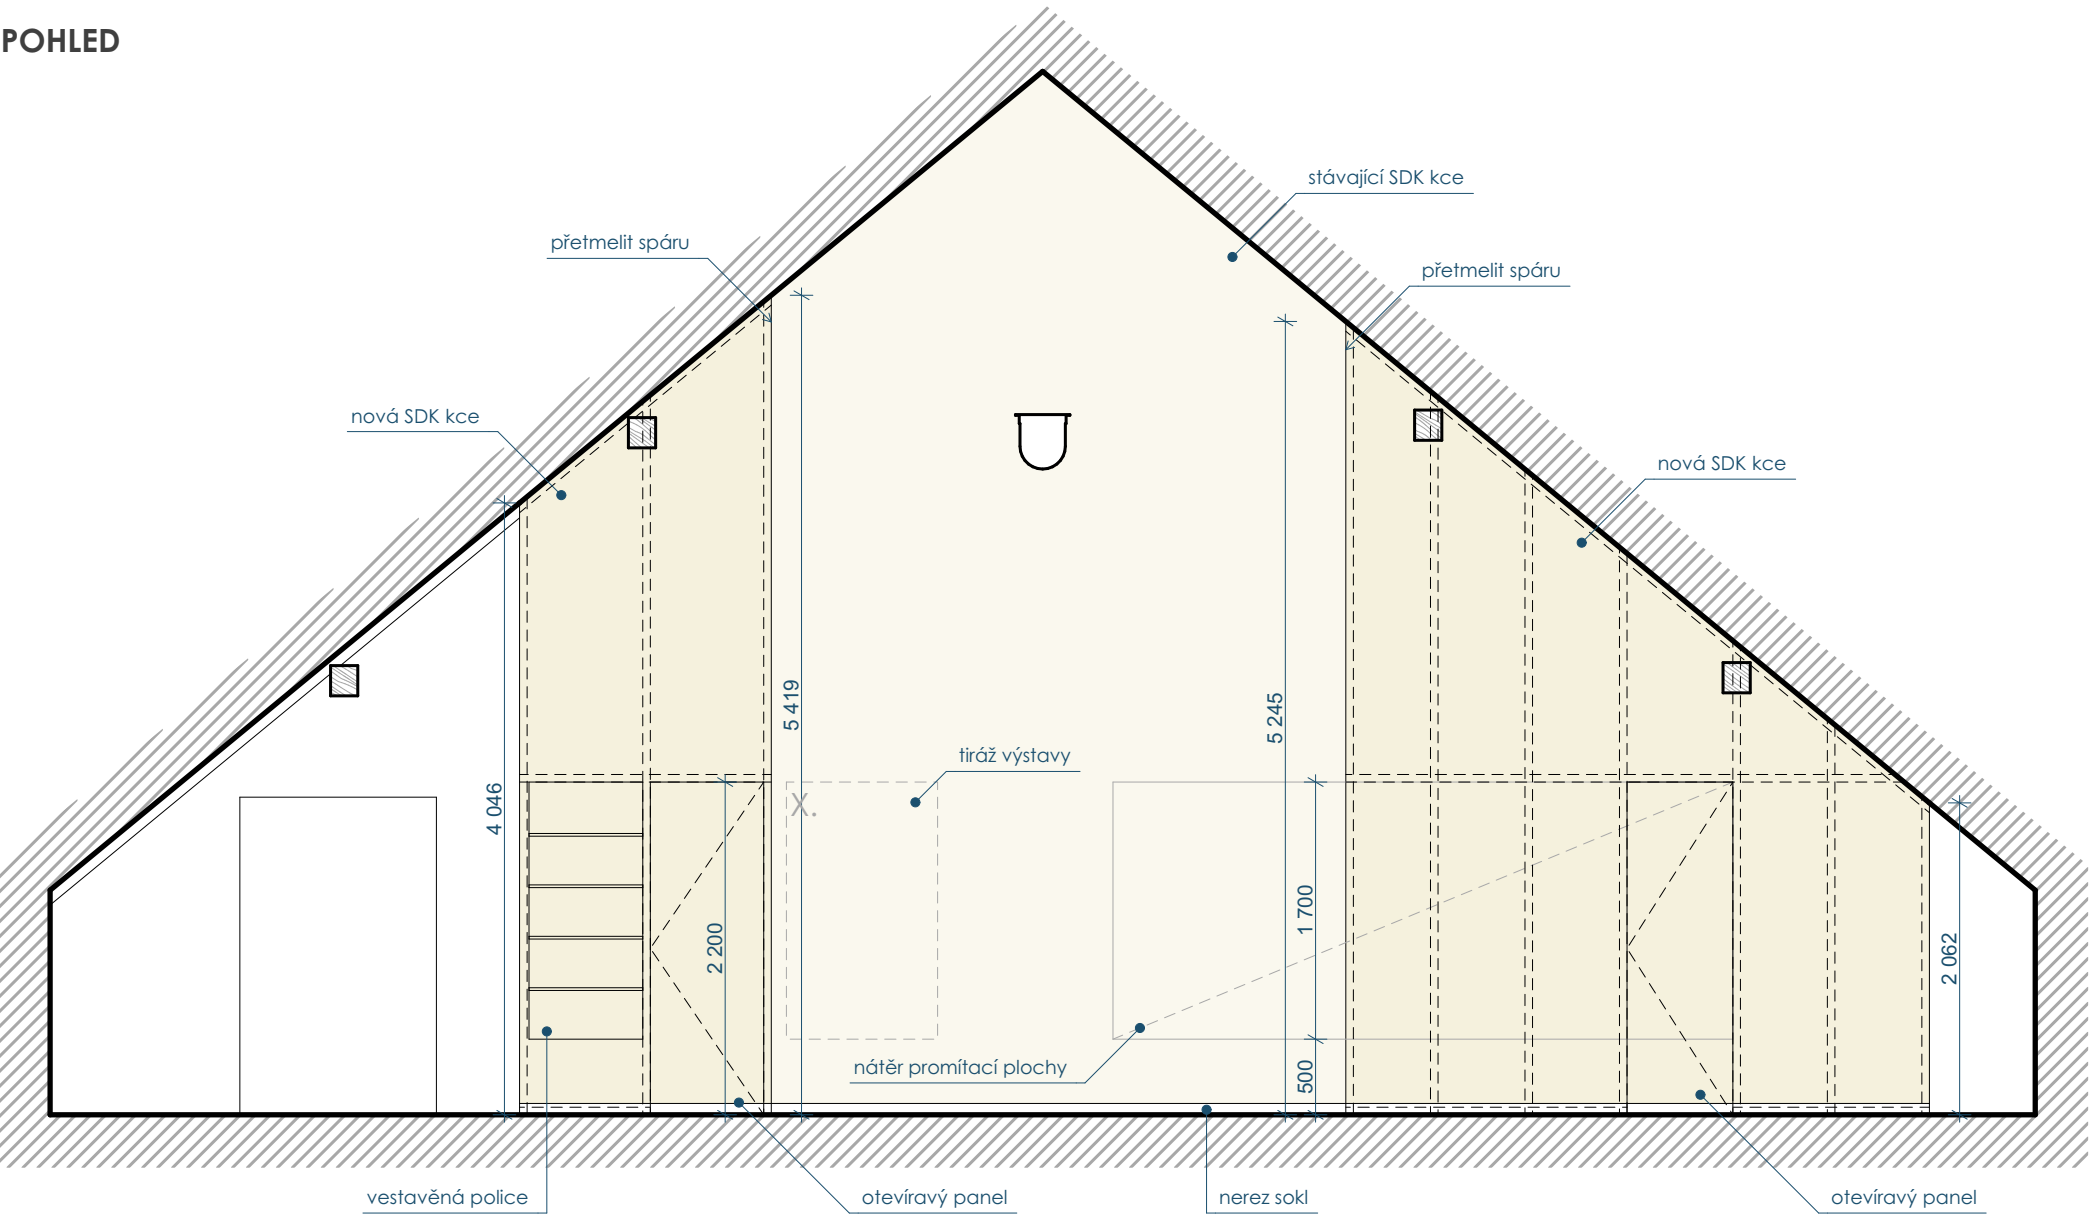 POHLED
stávající SDK kce
přetmelit spáru
přetmelit spáru
nová SDK kce
nová SDK kce
5 419
5 245
tiráž výstavy
4 046
X.
1 700
2 200
2 062
nátěr promítací plochy
500
vestavěná police
otevíravý panel
nerez sokl
otevíravý panel